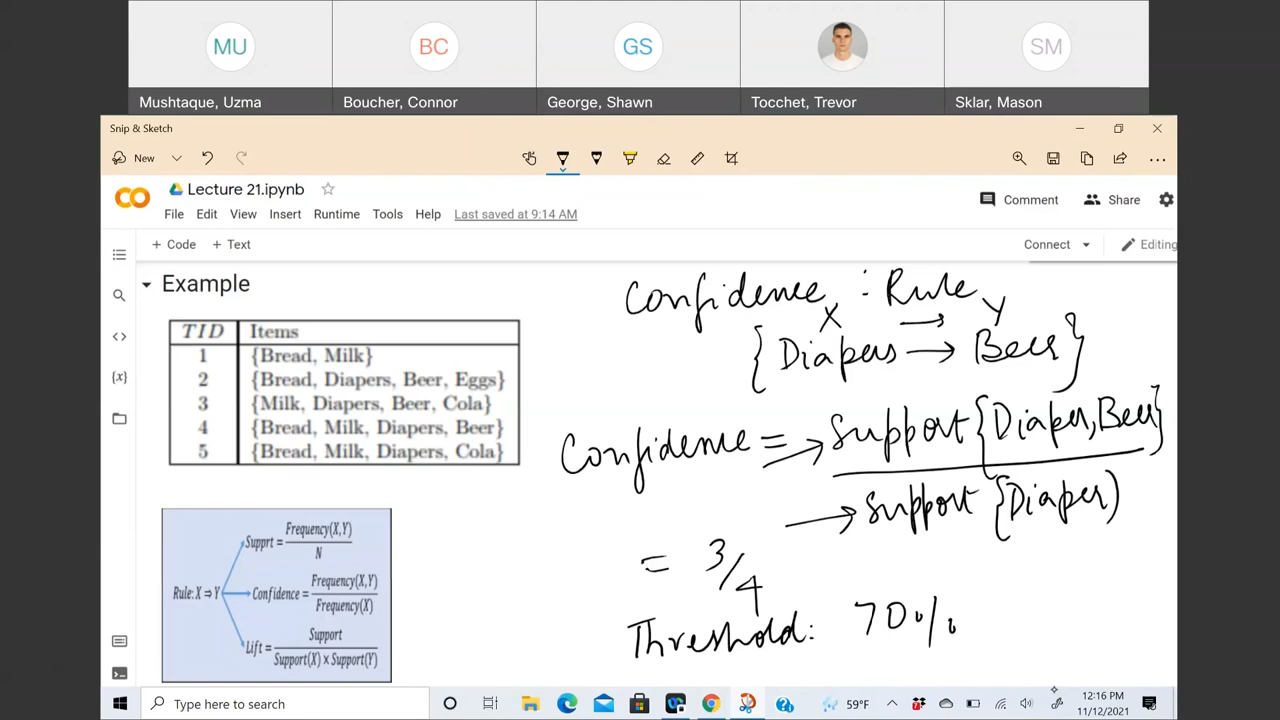 MU BC GS SM
Mushtaque, Uzma Boucher, Connor George, Shawn Tocchet, Trevor Sklar, Mason
Snip & Sketch
New
Lecture 21.ipynb
File Edit View Insert Runtime Tools Help Last saved at 9:14 AM
Comment Share
+ Code + Text
Connect Editing
Example
TID Items
1 {Bread, Milk}
2 {Bread, Diapers, Beer, Eggs}
3 {Milk, Diapers, Beer, Cola}
4 {Bread, Milk, Diapers, Beer}
5 {Bread, Milk, Diapers, Cola}
Confidence : Rule
X → Y
{Diapers → Beer}
Confidence = → Support {Diaper, Beer}
→ Support {Diaper)
= 3/4
Threshold: 70%
Rule: X ⇒ Y
Supprt = Frequency(X,Y)
N
Confidence = Frequency(X,Y)
Frequency(X)
Lift = Support
Support(X) × Support(Y)
Type here to search
59°F
12:16 PM
11/12/2021